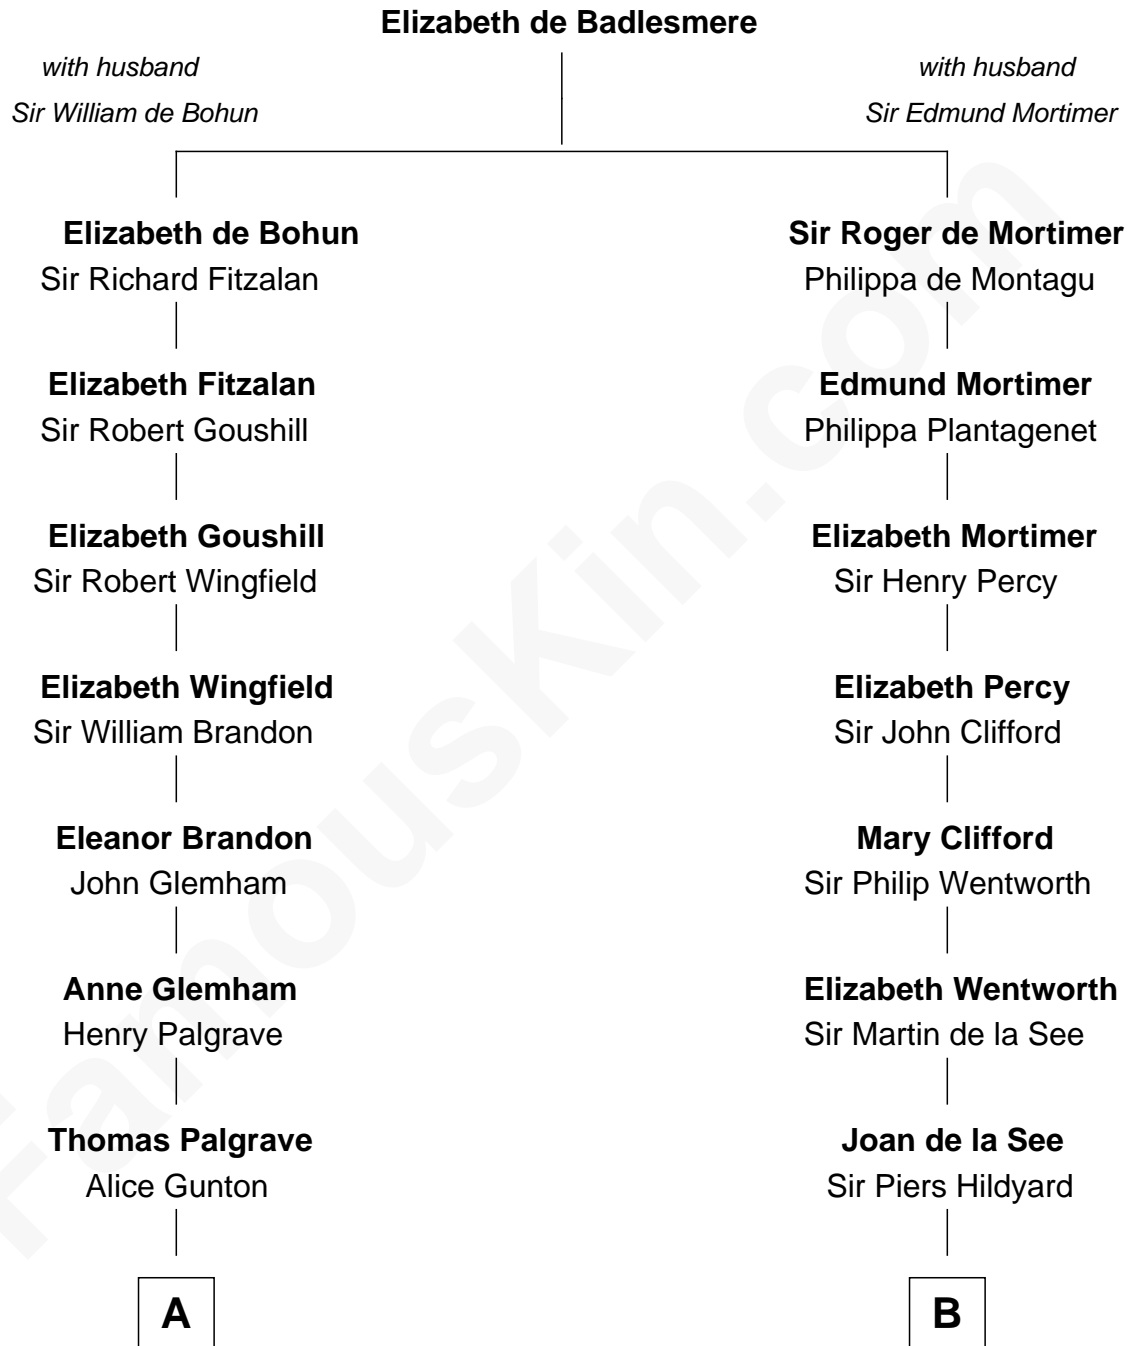 Elizabeth de Badlesmere
with husband
Sir William de Bohun
with husband
Sir Edmund Mortimer
Elizabeth de Bohun
Sir Richard Fitzalan
Sir Roger de Mortimer
Philippa de Montagu
Elizabeth Fitzalan
Sir Robert Goushill
Edmund Mortimer
Philippa Plantagenet
Elizabeth Goushill
Sir Robert Wingfield
Elizabeth Mortimer
Sir Henry Percy
Elizabeth Wingfield
Sir William Brandon
Elizabeth Percy
Sir John Clifford
Eleanor Brandon
John Glemham
Mary Clifford
Sir Philip Wentworth
Anne Glemham
Henry Palgrave
Elizabeth Wentworth
Sir Martin de la See
Thomas Palgrave
Alice Gunton
Joan de la See
Sir Piers Hildyard
A
B
FamousKin.com